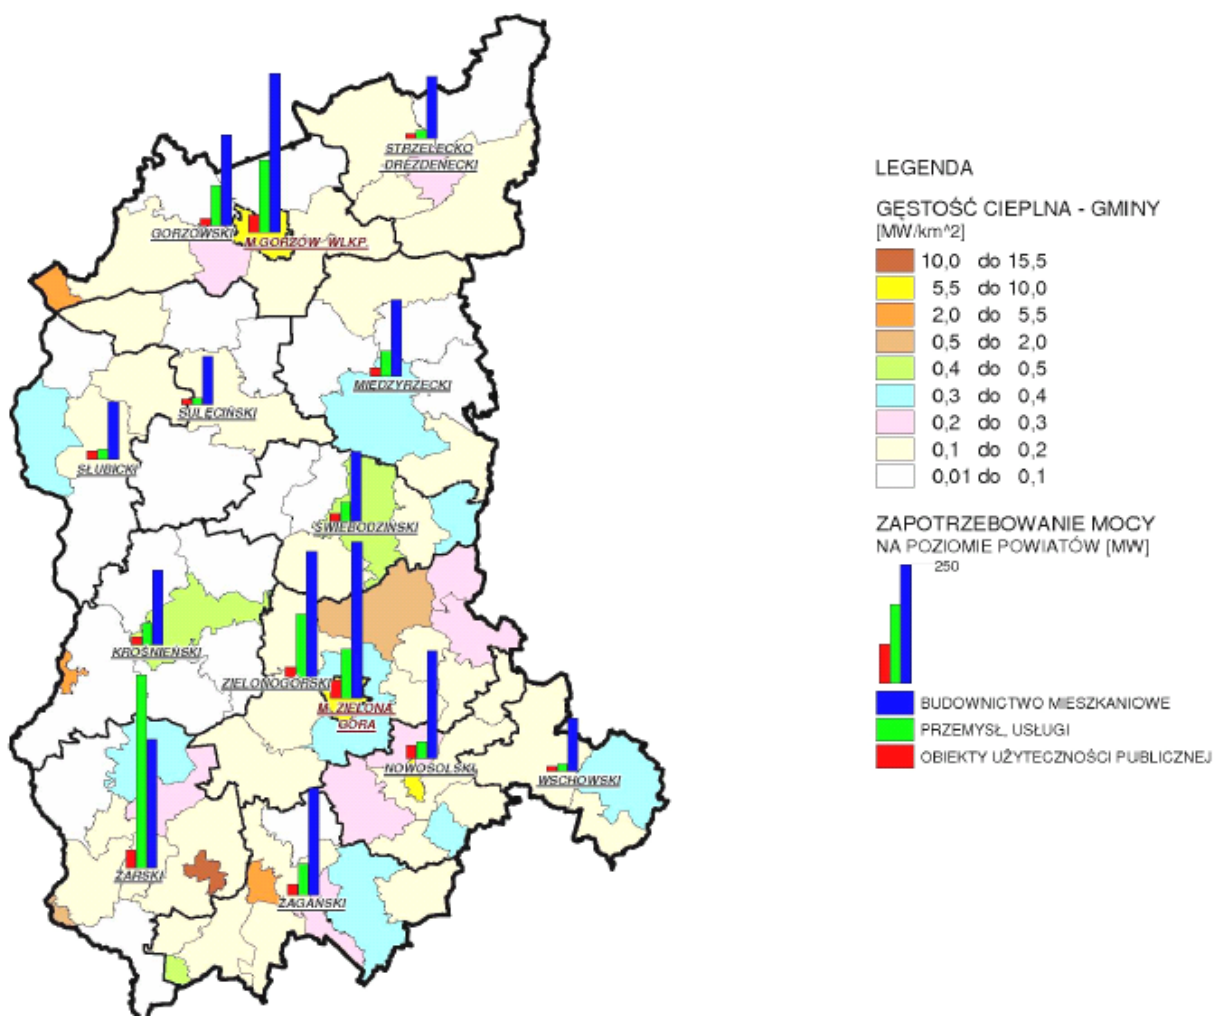 STRZELECKO
-DREZDENECKI
GORZOWSKI
M.GORZÓW WLKP.
MIĘDZYRZECKI
SULĘCIŃSKI
SŁUBICKI
ŚWIEBODZIŃSKI
KROŚNIEŃSKI
ZIELONOGÓRSKI
M. ZIELONA
GÓRA
NOWOSOLSKI
WSCHOWSKI
ŻARSKI
ŻAGAŃSKI
LEGENDA
GĘSTOŚĆ CIEPLNA - GMINY
[MW/km^2]
10,0 do 15,5
5,5 do 10,0
2,0 do 5,5
0,5 do 2,0
0,4 do 0,5
0,3 do 0,4
0,2 do 0,3
0,1 do 0,2
0,01 do 0,1
ZAPOTRZEBOWANIE MOCY
NA POZIOMIE POWIATÓW [MW]
250
BUDOWNICTWO MIESZKANIOWE
PRZEMYSŁ, USŁUGI
OBIEKTY UŻYTECZNOŚCI PUBLICZNEJ